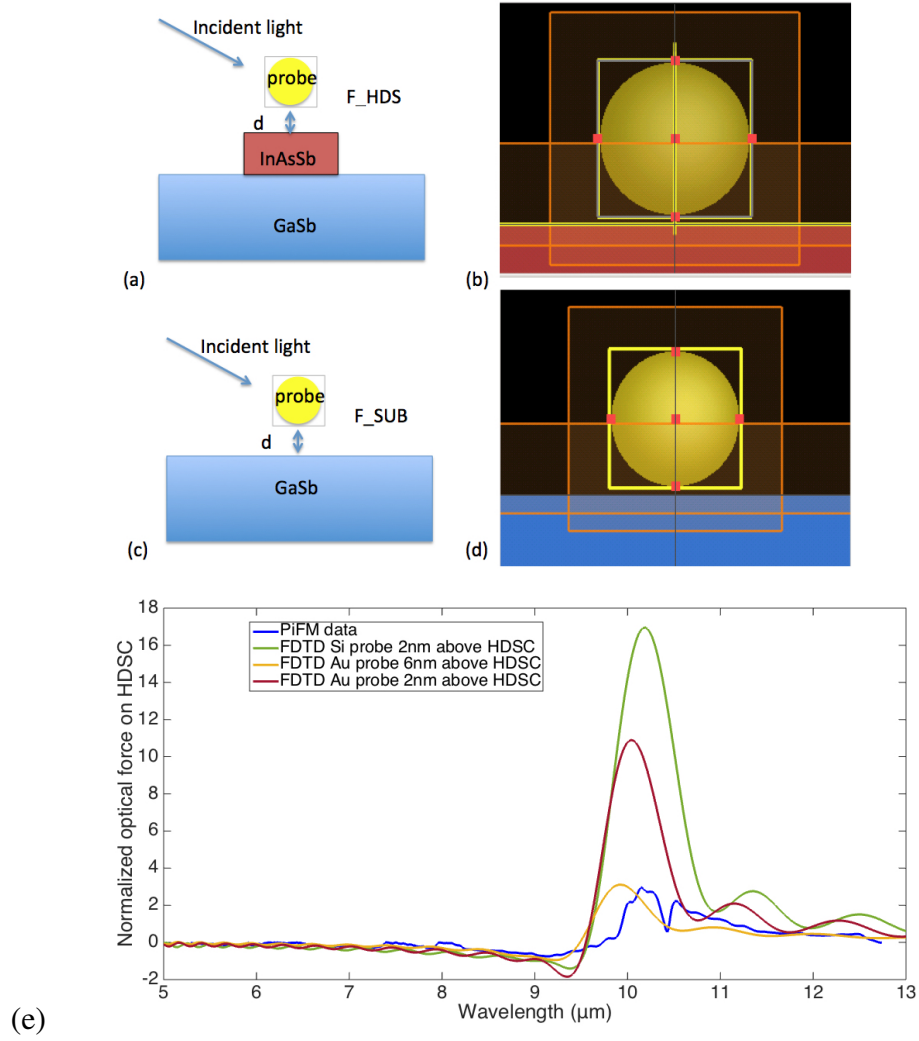 Incident light
probe
F_HDS
d
InAsSb
GaSb
(a)
(b)
Incident light
probe
F_SUB
d
GaSb
(c)
(d)
18
16
14
12
10
8
6
4
2
0
-2
Normalized optical force on HDSC
PiFM data
FDTD Si probe 2nm above HDSC
FDTD Au probe 6nm above HDSC
FDTD Au probe 2nm above HDSC
5 6 7 8 9 10 11 12 13
Wavelength (µm)
(e)